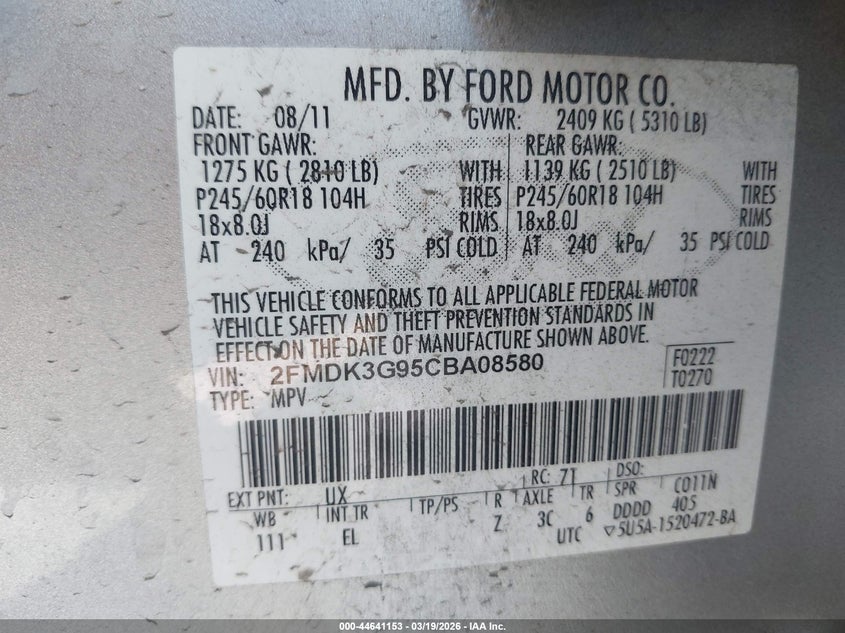 MFD. BY FORD MOTOR CO.
DATE: 08/11 GVWR: 2409 KG ( 5310 LB)
FRONT GAWR: REAR GAWR:
1275 KG ( 2810 LB) WITH 1139 KG ( 2510 LB) WITH
P245/60R18 104H TIRES P245/60R18 104H TIRES
18x8.0J RIMS 18x8.0J RIMS
AT 240 kPa/ 35 PSI COLD AT 240 kPa/ 35 PSI COLD
THIS VEHICLE CONFORMS TO ALL APPLICABLE FEDERAL MOTOR
VEHICLE SAFETY AND THEFT PREVENTION STANDARDS IN
EFFECT ON THE DATE OF MANUFACTURE SHOWN ABOVE.
VIN: 2FMDK3G95CBA08580 F0222
TYPE: MPV T0270
EXT PNT: UX RC: 71 DSO:
WB INT TR TP/PS R AXLE TR SPR C011N
111 EL Z 3C 6 DDDD 405
UTC ▽5U5A-1520472-BA
000-44641153 - 03/19/2026 - IAA Inc.